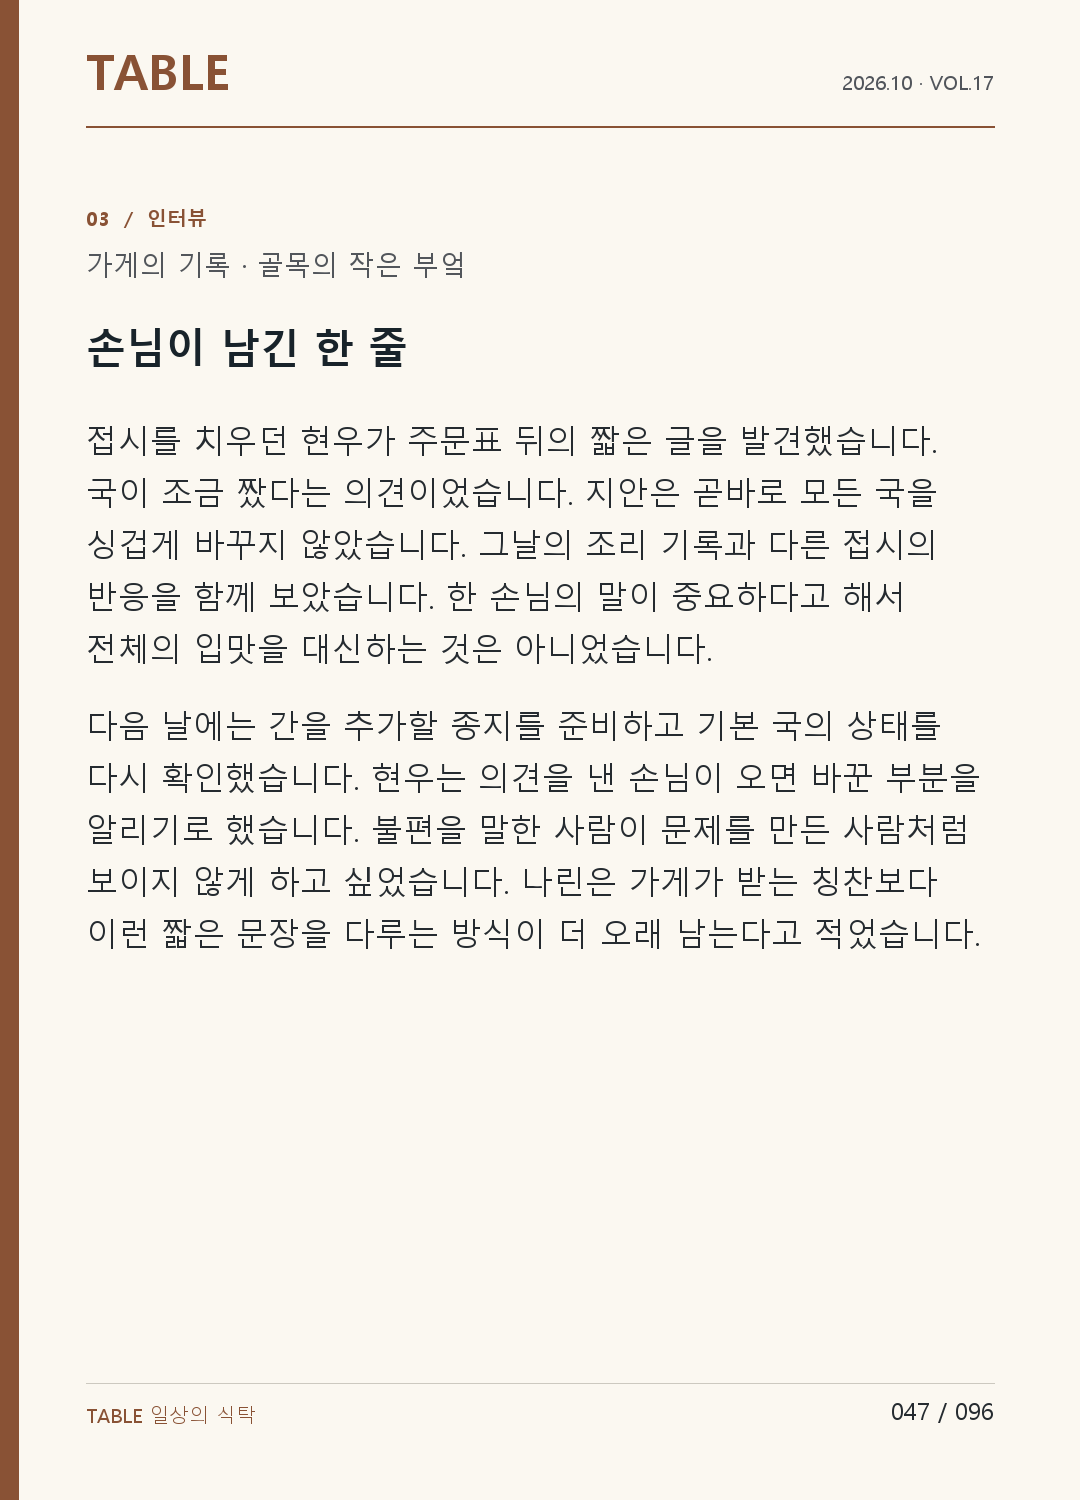 TABLE
2026.10 · VOL.17
03 / 인터뷰
가게의 기록 · 골목의 작은 부엌
손님이 남긴 한 줄
접시를 치우던 현우가 주문표 뒤의 짧은 글을 발견했습니다.
국이 조금 짰다는 의견이었습니다. 지안은 곧바로 모든 국을
싱겁게 바꾸지 않았습니다. 그날의 조리 기록과 다른 접시의
반응을 함께 보았습니다. 한 손님의 말이 중요하다고 해서
전체의 입맛을 대신하는 것은 아니었습니다.
다음 날에는 간을 추가할 종지를 준비하고 기본 국의 상태를
다시 확인했습니다. 현우는 의견을 낸 손님이 오면 바꾼 부분을
알리기로 했습니다. 불편을 말한 사람이 문제를 만든 사람처럼
보이지 않게 하고 싶었습니다. 나린은 가게가 받는 칭찬보다
이런 짧은 문장을 다루는 방식이 더 오래 남는다고 적었습니다.
TABLE 일상의 식탁
047 / 096